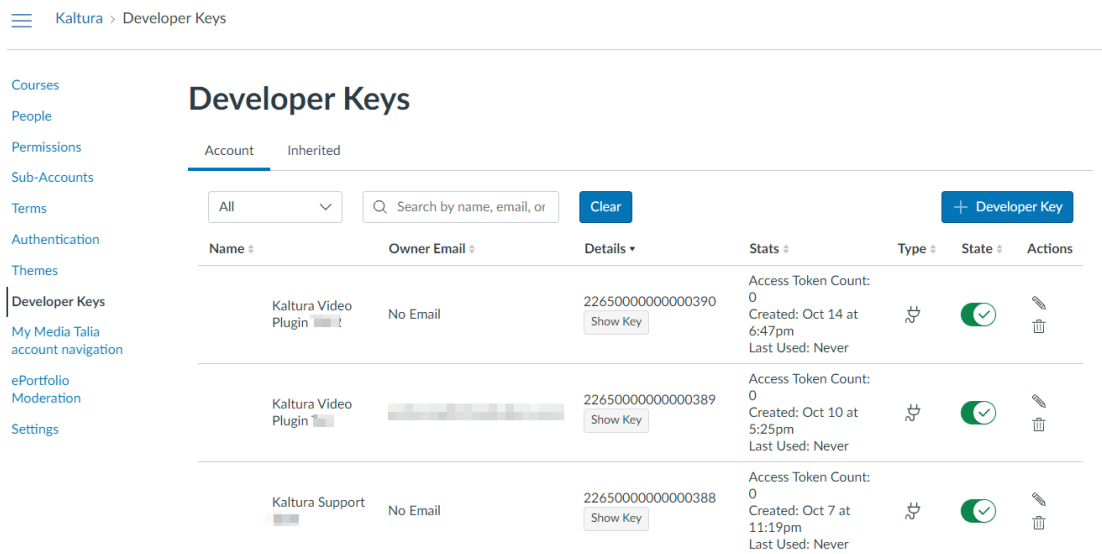 Kaltura > Developer Keys
Courses
People
Permissions
Sub-Accounts
Terms
Authentication
Themes
Developer Keys
My Media Talia
account navigation
ePortfolio
Moderation
Settings
Developer Keys
Account Inherited
All Search by name, email, or Clear + Developer Key
Name Owner Email Details Stats Type State Actions
Kaltura Video
Plugin
No Email
22650000000000390
Show Key
Access Token Count:
0
Created: Oct 14 at
6:47pm
Last Used: Never
Kaltura Video
Plugin
22650000000000389
Show Key
Access Token Count:
0
Created: Oct 10 at
5:25pm
Last Used: Never
Kaltura Support
No Email
22650000000000388
Show Key
Access Token Count:
0
Created: Oct 7 at
11:19pm
Last Used: Never